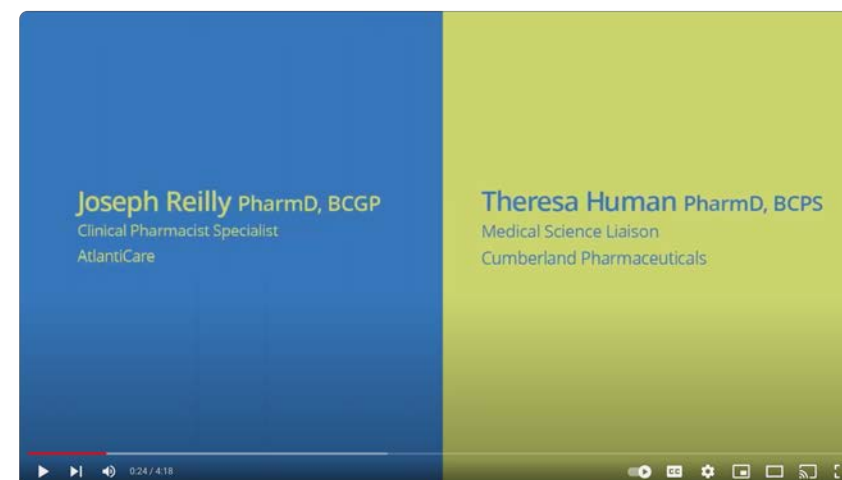 Joseph Reilly PharmD, BCGP
Clinical Pharmacist Specialist
AtlantiCare
Theresa Human PharmD, BCPS
Medical Science Liaison
Cumberland Pharmaceuticals
0:24 / 4:18
CC